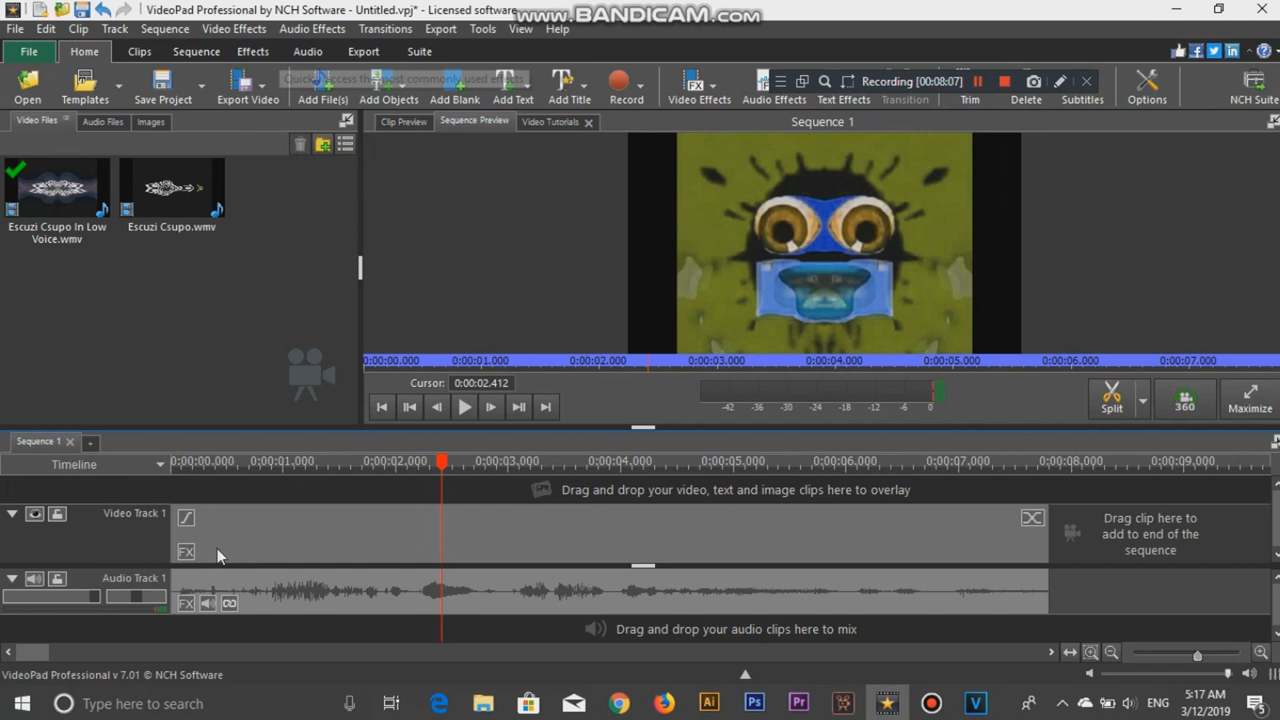 VideoPad Professional by NCH Software - Untitled.vpj* - Licensed software
www.BANDICAM.com
File Edit Clip Track Sequence Video Effects Audio Effects Transitions Export Tools View Help
File Home Clips Sequence Effects Audio Export Suite
Quickly access the most commonly used effects
Recording [00:08:07]
Open Templates Save Project Export Video Add File(s) Add Objects Add Blank Add Text Add Title Record Video Effects Audio Effects Text Effects Transition Trim Delete Subtitles Options NCH Suite
Video Files Audio Files Images
Clip Preview Sequence Preview Video Tutorials
Sequence 1
Escuzi Csupo In Low
Voice.wmv
Escuzi Csupo.wmv
0:00:00.000 0:00:01.000 0:00:02.000 0:00:03.000 0:00:04.000 0:00:05.000 0:00:06.000 0:00:07.000
Cursor: 0:00:02.412
-42 -36 -30 -24 -18 -12 -6 0
Split 360 Maximize
Sequence 1
Timeline
0:00:00.000 0:00:01.000 0:00:02.000 0:00:03.000 0:00:04.000 0:00:05.000 0:00:06.000 0:00:07.000 0:00:08.000 0:00:09.000
Drag and drop your video, text and image clips here to overlay
Video Track 1
FX
Drag clip here to
add to end of the
sequence
Audio Track 1
FX
Drag and drop your audio clips here to mix
VideoPad Professional v 7.01 © NCH Software
Type here to search
Ai Ps Pr V
ENG
5:17 AM
3/12/2019
5